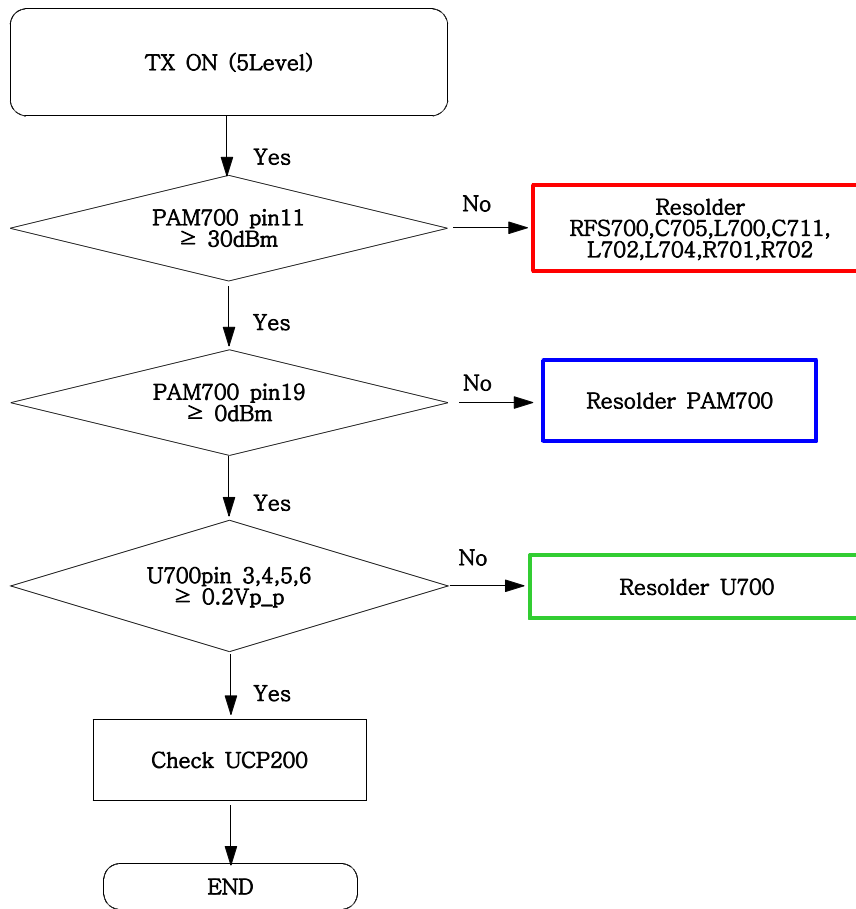 TX ON (5Level)
Yes
PAM700 pin11
≥ 30dBm
No
Resolder
RFS700,C705,L700,C711,
L702,L704,R701,R702
Yes
PAM700 pin19
≥ 0dBm
No
Resolder PAM700
Yes
U700pin 3,4,5,6
≥ 0.2Vp_p
No
Resolder U700
Yes
Check UCP200
END